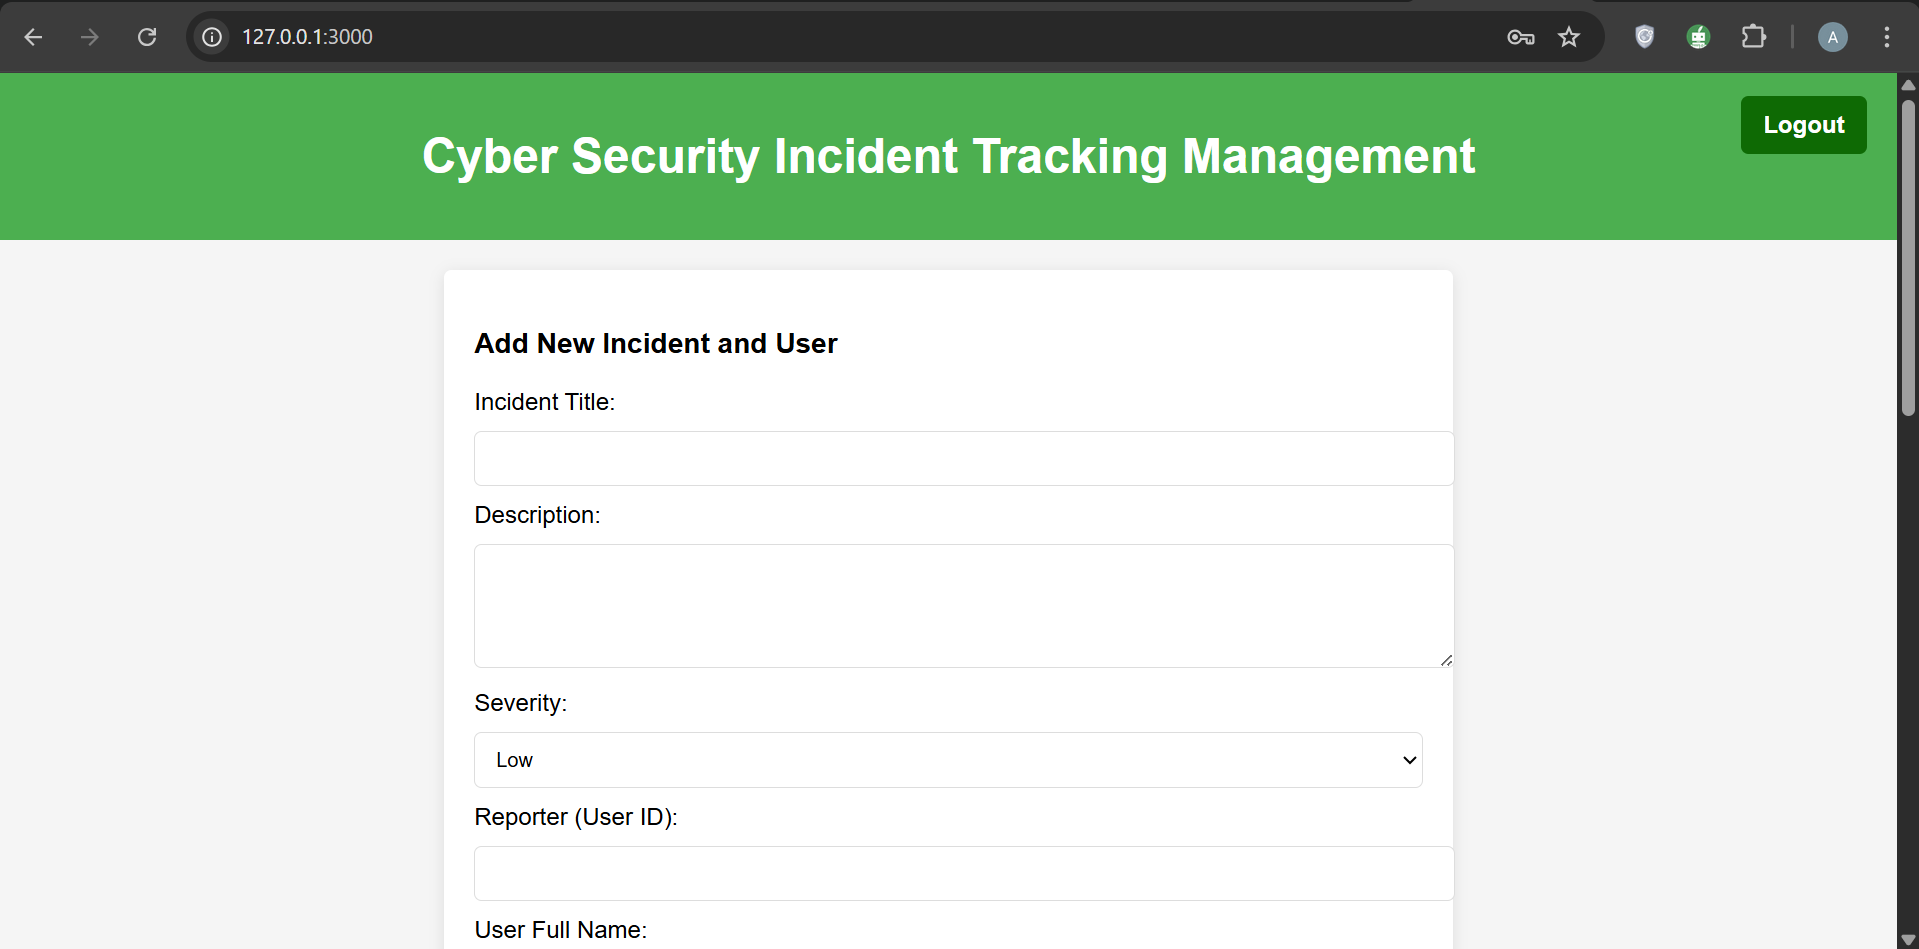 127.0.0.1:3000
A
Logout
Cyber Security Incident Tracking Management
Add New Incident and User
Incident Title:
Description:
Severity:
Low
Reporter (User ID):
User Full Name: